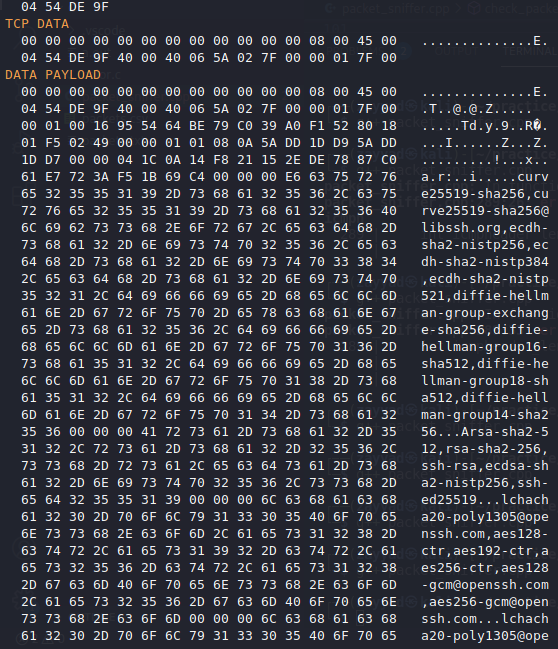 04 54 DE 9F
TCP DATA
00 00 00 00 00 00 00 00 00 00 00 00 08 00 45 00 ..............E.
04 54 DE 9F 40 00 40 06 5A 02 7F 00 00 01 7F 00
DATA PAYLOAD
00 00 00 00 00 00 00 00 00 00 00 00 08 00 45 00 ..............E.
04 54 DE 9F 40 00 40 06 5A 02 7F 00 00 01 7F 00 .T..@.@.Z.......
00 01 00 16 95 54 64 BE 79 C0 39 A0 F1 52 80 18 .....Td.y.9..R�.
01 F5 02 49 00 00 01 01 08 0A 5A DD 1D D9 5A DD ...I......Z...Z.
1D D7 00 00 04 1C 0A 14 F8 21 15 2E DE 78 87 C0 .........!...x..
61 E7 72 3A F5 1B 69 C4 00 00 00 E6 63 75 72 76 a.r:..i.....curv
65 32 35 35 31 39 2D 73 68 61 32 35 36 2C 63 75 e25519-sha256,cu
72 76 65 32 35 35 31 39 2D 73 68 61 32 35 36 40 rve25519-sha256@
6C 69 62 73 73 68 2E 6F 72 67 2C 65 63 64 68 2D libssh.org,ecdh-
73 68 61 32 2D 6E 69 73 74 70 32 35 36 2C 65 63 sha2-nistp256,ec
64 68 2D 73 68 61 32 2D 6E 69 73 74 70 33 38 34 dh-sha2-nistp384
2C 65 63 64 68 2D 73 68 61 32 2D 6E 69 73 74 70 ,ecdh-sha2-nistp
35 32 31 2C 64 69 66 66 69 65 2D 68 65 6C 6C 6D 521,diffie-hellm
61 6E 2D 67 72 6F 75 70 2D 65 78 63 68 61 6E 67 an-group-exchang
65 2D 73 68 61 32 35 36 2C 64 69 66 66 69 65 2D e-sha256,diffie-
68 65 6C 6C 6D 61 6E 2D 67 72 6F 75 70 31 36 2D hellman-group16-
73 68 61 35 31 32 2C 64 69 66 66 69 65 2D 68 65 sha512,diffie-he
6C 6C 6D 61 6E 2D 67 72 6F 75 70 31 38 2D 73 68 llman-group18-sh
61 35 31 32 2C 64 69 66 66 69 65 2D 68 65 6C 6C a512,diffie-hell
6D 61 6E 2D 67 72 6F 75 70 31 34 2D 73 68 61 32 man-group14-sha2
35 36 00 00 00 41 72 73 61 2D 73 68 61 32 2D 35 56...Arsa-sha2-5
31 32 2C 72 73 61 2D 73 68 61 32 2D 32 35 36 2C 12,rsa-sha2-256,
73 73 68 2D 72 73 61 2C 65 63 64 73 61 2D 73 68 ssh-rsa,ecdsa-sh
61 32 2D 6E 69 73 74 70 32 35 36 2C 73 73 68 2D a2-nistp256,ssh-
65 64 32 35 35 31 39 00 00 00 6C 63 68 61 63 68 ed25519...lchach
61 32 30 2D 70 6F 6C 79 31 33 30 35 40 6F 70 65 a20-poly1305@ope
6E 73 73 68 2E 63 6F 6D 2C 61 65 73 31 32 38 2D nssh.com,aes128-
63 74 72 2C 61 65 73 31 39 32 2D 63 74 72 2C 61 ctr,aes192-ctr,a
65 73 32 35 36 2D 63 74 72 2C 61 65 73 31 32 38 es256-ctr,aes128
2D 67 63 6D 40 6F 70 65 6E 73 73 68 2E 63 6F 6D -gcm@openssh.com
2C 61 65 73 32 35 36 2D 67 63 6D 40 6F 70 65 6E ,aes256-gcm@open
73 73 68 2E 63 6F 6D 00 00 00 6C 63 68 61 63 68 ssh.com...lchach
61 32 30 2D 70 6F 6C 79 31 33 30 35 40 6F 70 65 a20-poly1305@ope